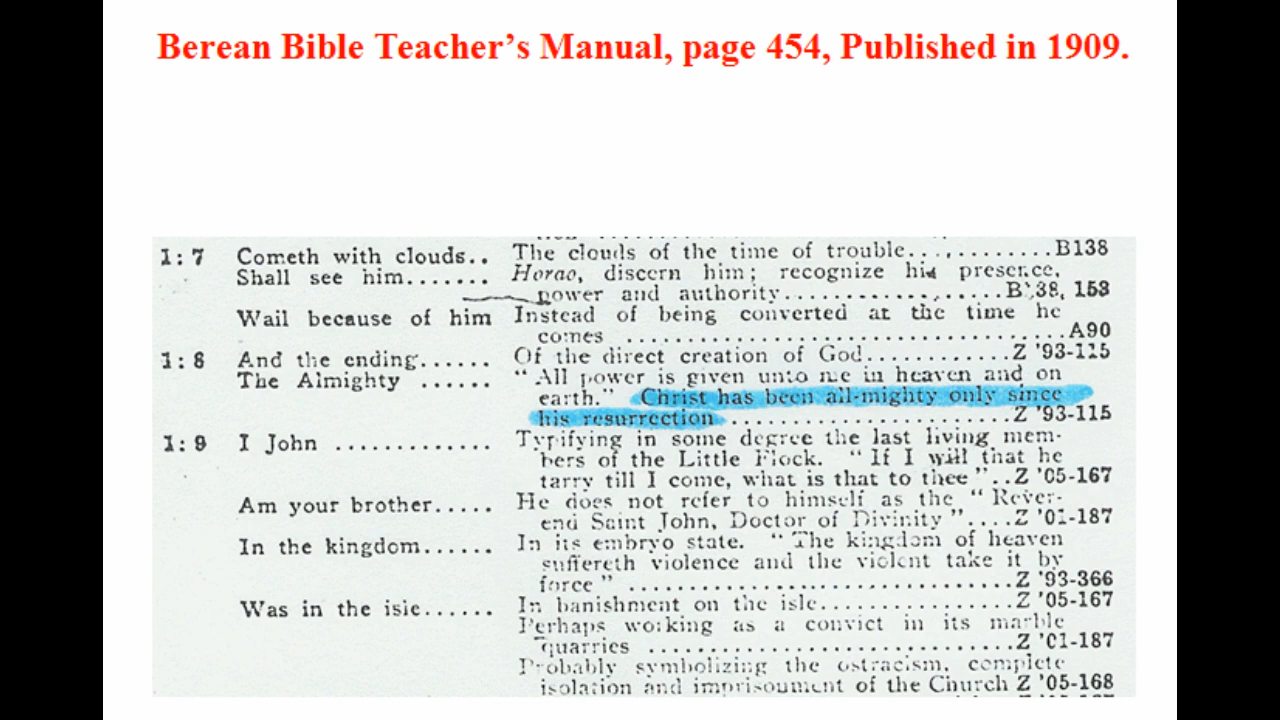 Berean Bible Teacher's Manual, page 454, Published in 1909.
1:7 Cometh with clouds.. The clouds of the time of trouble..........B138
Shall see him....... Horao, discern him; recognize his presence,
power and authority....................B138, 153
Wail because of him Instead of being converted at the time he
comes ................................A90
1:8 And the ending...... Of the direct creation of God..........Z '93-115
The Almighty ...... "All power is given unto me in heaven and on
earth." Christ has been all-mighty only since
his resurrection....................Z '93-115
1:9 I John ............. Typifying in some degree the last living mem-
bers of the Little Flock. "If I will that he
tarry till I come, what is that to thee"..Z '05-167
Am your brother..... He does not refer to himself as the "Rever-
end Saint John, Doctor of Divinity"....Z '01-187
In the kingdom...... In its embryo state. "The kingdom of heaven
suffereth violence and the violent take it by
force" ...........................Z '93-366
Was in the isle...... In banishment on the isle..............Z '05-167
Perhaps working as a convict in its marble
quarries ..........................Z '01-187
Probably symbolizing the ostracism, complete
isolation and imprisonment of the Church Z '05-168